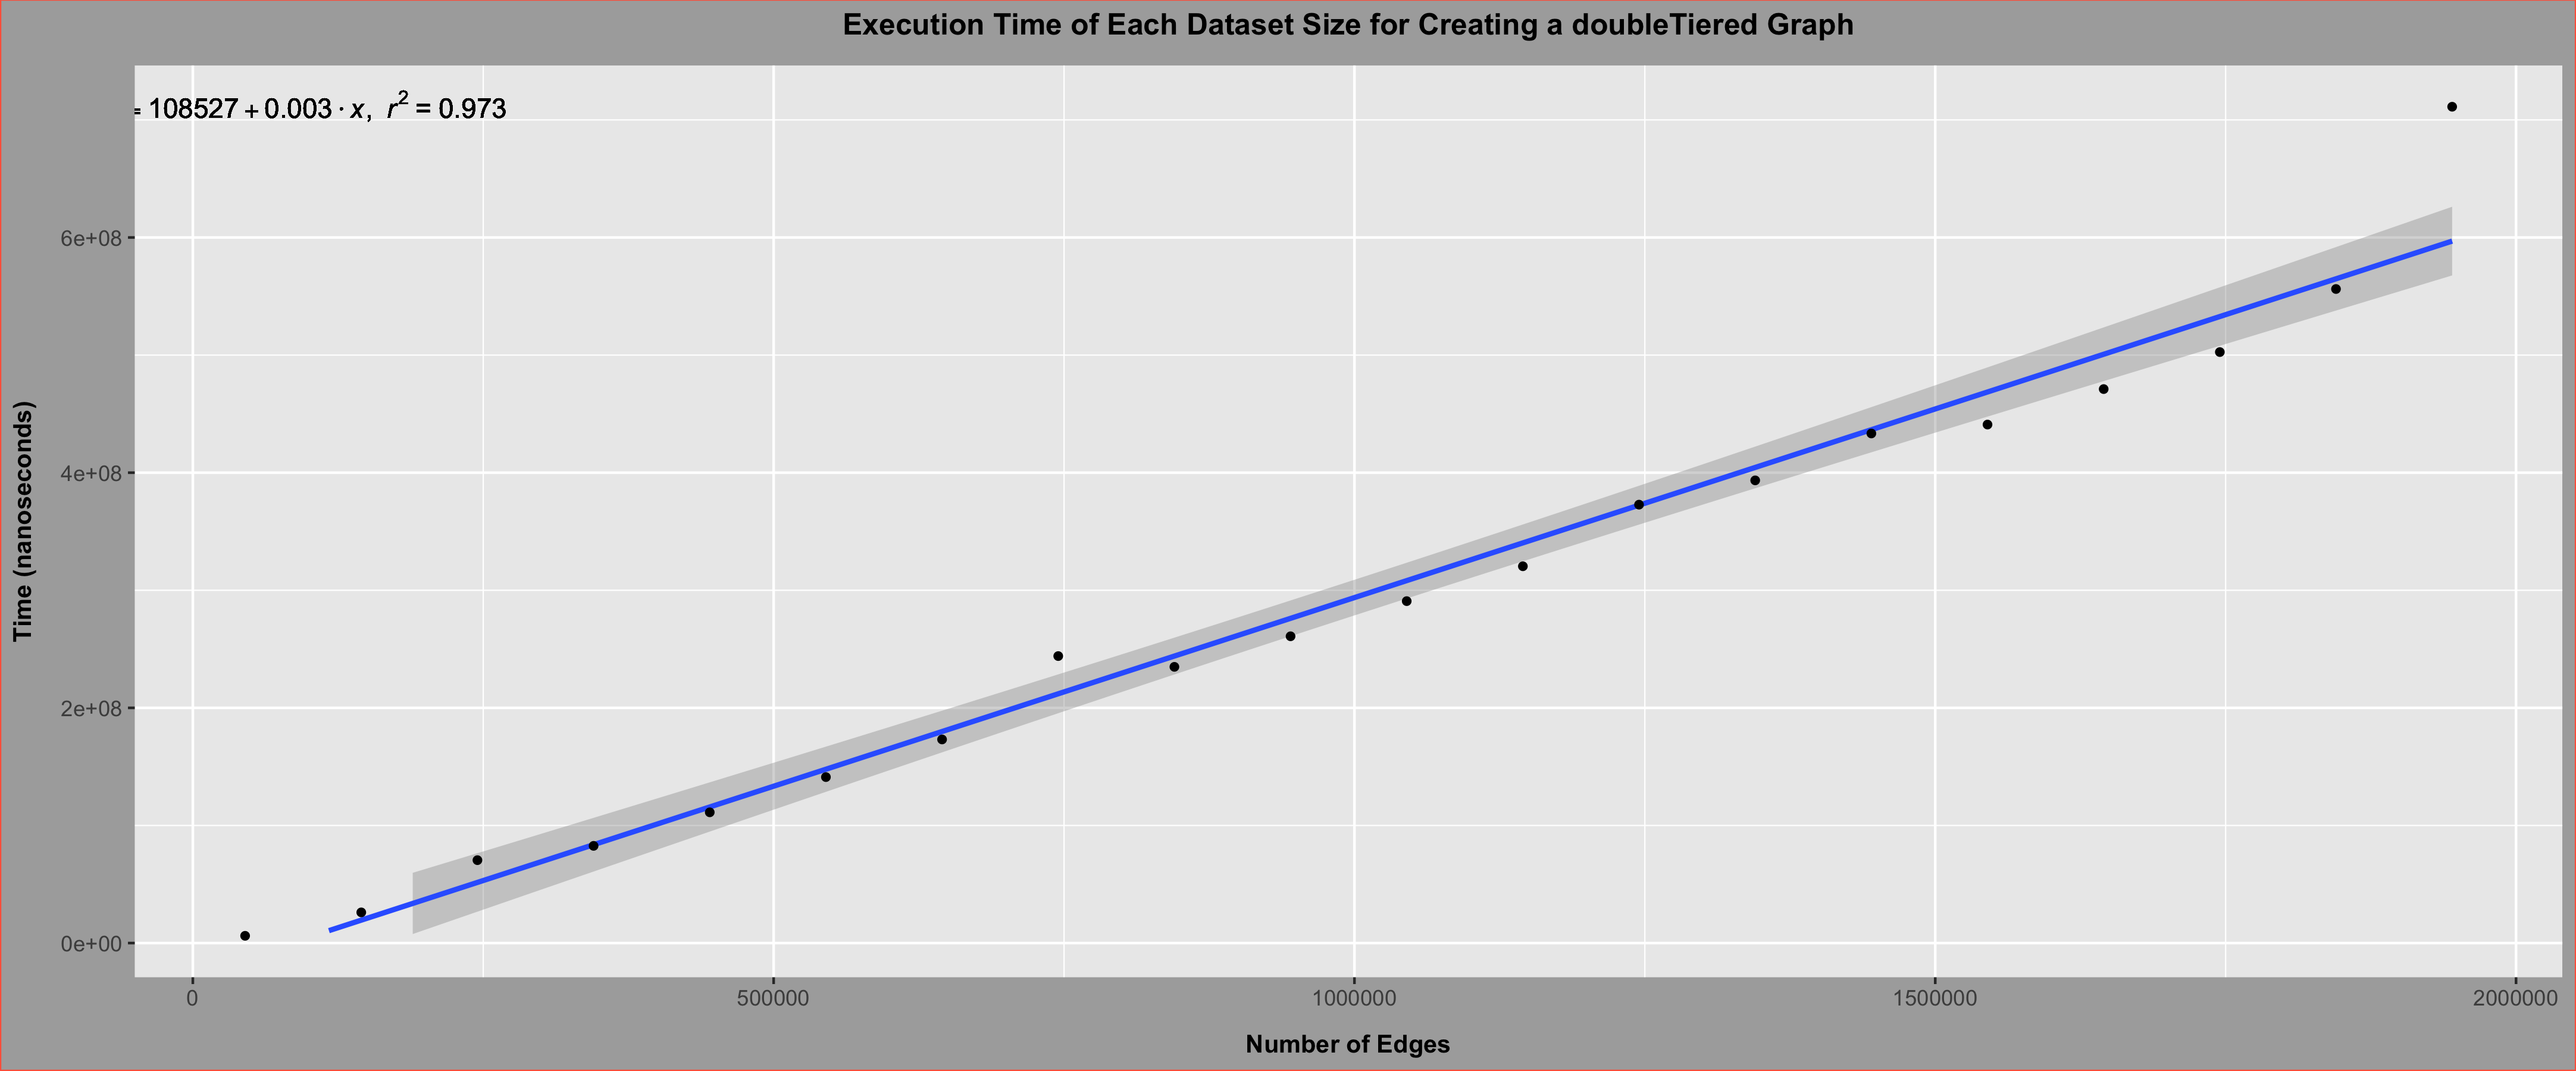 Execution Time of Each Dataset Size for Creating a doubleTiered Graph
= 108527 + 0.003 · x, r² = 0.973
6e+08
4e+08
2e+08
0e+00
Time (nanoseconds)
0 500000 1000000 1500000 2000000
Number of Edges